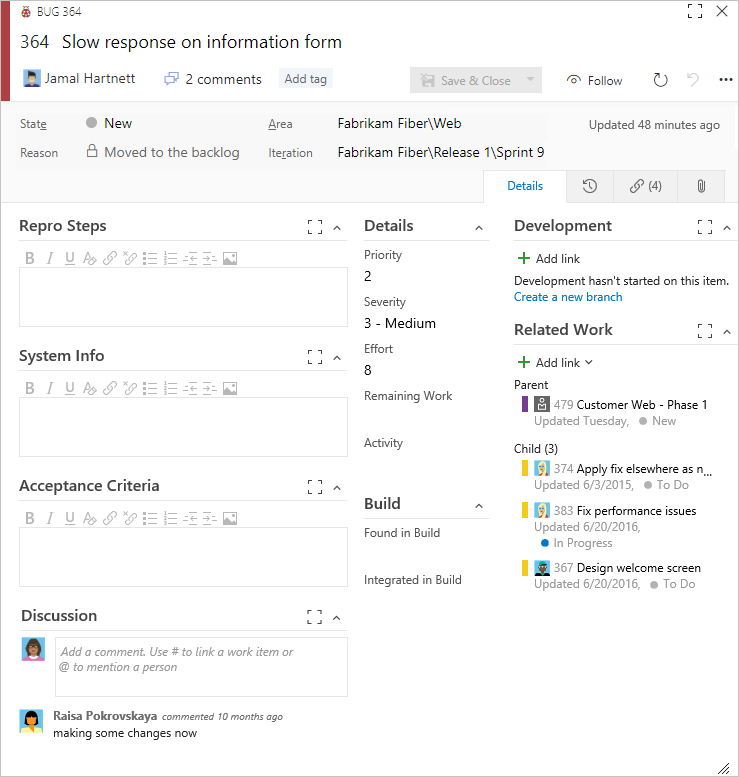 BUG 364
364 Slow response on information form
Jamal Hartnett 2 comments Add tag Save & Close Follow
State New Area Fabrikam Fiber\Web Updated 48 minutes ago
Reason Moved to the backlog Iteration Fabrikam Fiber\Release 1\Sprint 9
Details (4)
Repro Steps
B I U
System Info
B I U
Acceptance Criteria
B I U
Discussion
Add a comment. Use # to link a work item or
@ to mention a person
Raisa Pokrovskaya commented 10 months ago
making some changes now
Details
Priority
2
Severity
3 - Medium
Effort
8
Remaining Work
Activity
Build
Found in Build
Integrated in Build
Development
Add link
Development hasn't started on this item.
Create a new branch
Related Work
Add link
Parent
479 Customer Web - Phase 1
Updated Tuesday, New
Child (3)
374 Apply fix elsewhere as n...
Updated 6/3/2015, To Do
383 Fix performance issues
Updated 6/20/2016,
In Progress
367 Design welcome screen
Updated 6/20/2016, To Do